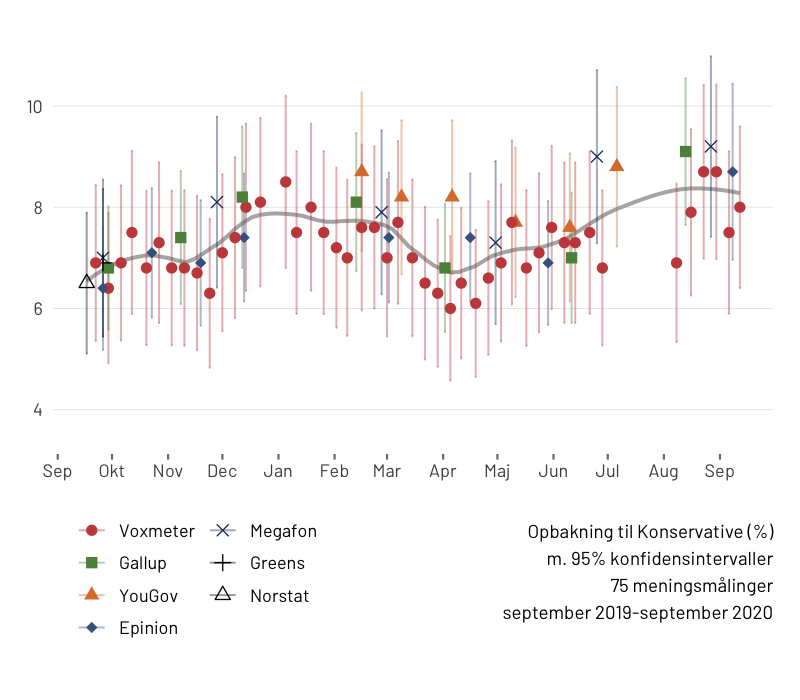 10
8
6
4
Sep Okt Nov Dec Jan Feb Mar Apr Maj Jun Jul Aug Sep
Voxmeter Megafon
Gallup Greens
YouGov Norstat
Epinion
Opbakning til Konservative (%)
m. 95% konfidensintervaller
75 meningsmålinger
september 2019-september 2020